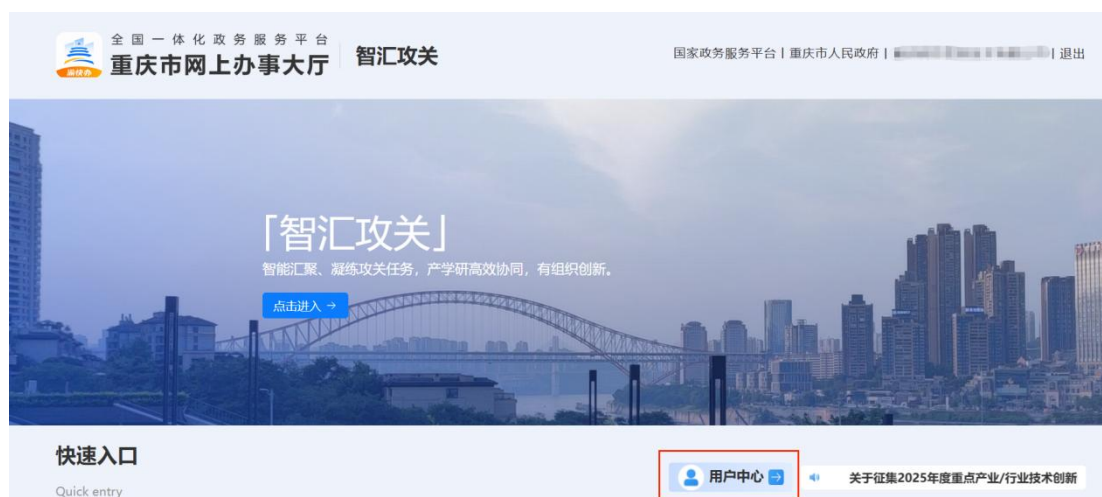 全国一体化政务服务平台
重庆市网上办事大厅
渝快办
智汇攻关
国家政务服务平台 | 重庆市人民政府 | | 退出
「智汇攻关」
智能汇聚、凝练攻关任务，产学研高效协同，有组织创新。
点击进入 →
快速入口
Quick entry
用户中心
关于征集2025年度重点产业/行业技术创新